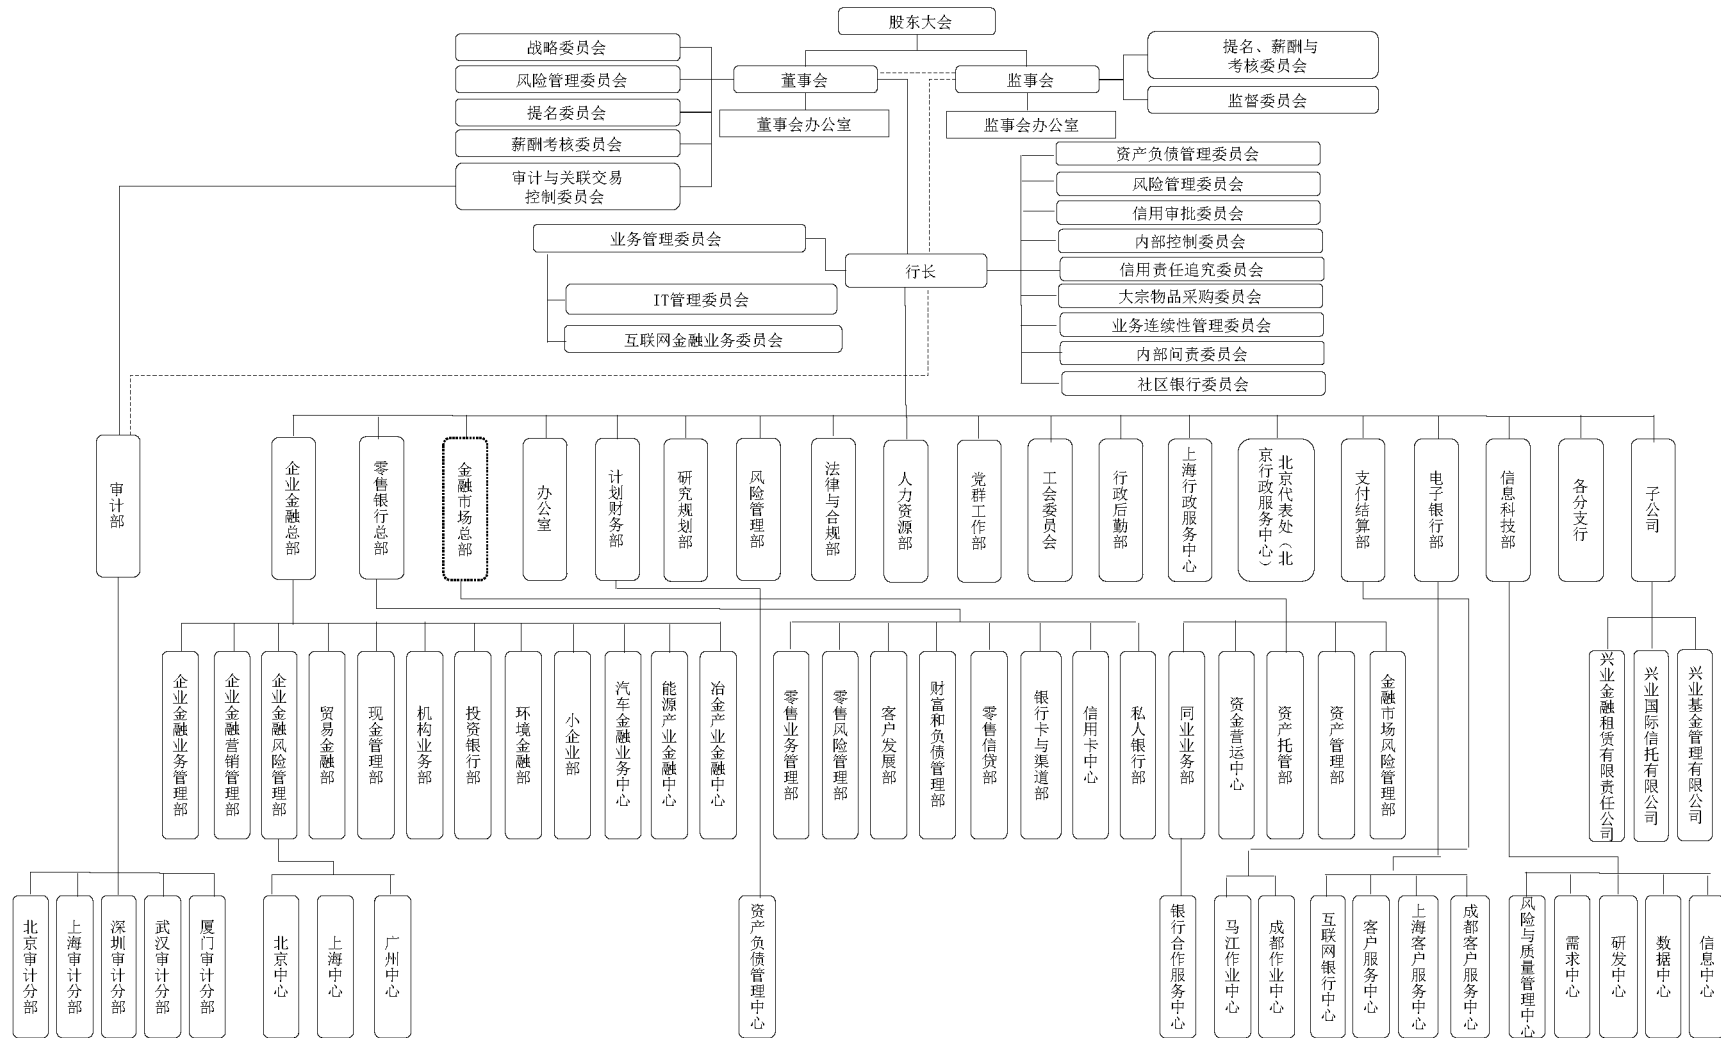 股东大会
战略委员会
风险管理委员会
提名委员会
薪酬考核委员会
审计与关联交易
控制委员会
董事会
董事会办公室
监事会
监事会办公室
提名、薪酬与
考核委员会
监督委员会
业务管理委员会
IT管理委员会
互联网金融业务委员会
行长
资产负债管理委员会
风险管理委员会
信用审批委员会
内部控制委员会
信用责任追究委员会
大宗物品采购委员会
业务连续性管理委员会
内部问责委员会
社区银行委员会
审计部
企业金融总部
零售银行总部
金融市场总部
办公室
计划财务部
研究规划部
风险管理部
法律与合规部
人力资源部
党群工作部
工会委员会
行政后勤部
上海行政服务中心
北京代表处（北
京行政服务中心）
支付结算部
电子银行部
信息科技部
各分支行
子公司
企业金融业务管理部
企业金融营销管理部
企业金融风险管理部
贸易金融部
现金管理部
机构业务部
投资银行部
环境金融部
小企业部
汽车金融业务中心
能源产业金融中心
冶金产业金融中心
零售业务管理部
零售风险管理部
客户发展部
财富和负债管理部
零售信贷部
银行卡与渠道部
信用卡中心
私人银行部
同业业务部
资金营运中心
资产托管部
资产管理部
金融市场风险管理部
兴业金融租赁有限责任公司
兴业国际信托有限公司
兴业基金管理有限公司
北京审计分部
上海审计分部
深圳审计分部
武汉审计分部
厦门审计分部
北京中心
上海中心
广州中心
资产负债管理中心
银行合作服务中心
马江作业中心
成都作业中心
互联网银行中心
客户服务中心
上海客户服务中心
成都客户服务中心
风险与质量管理中心
需求中心
研发中心
数据中心
信息中心